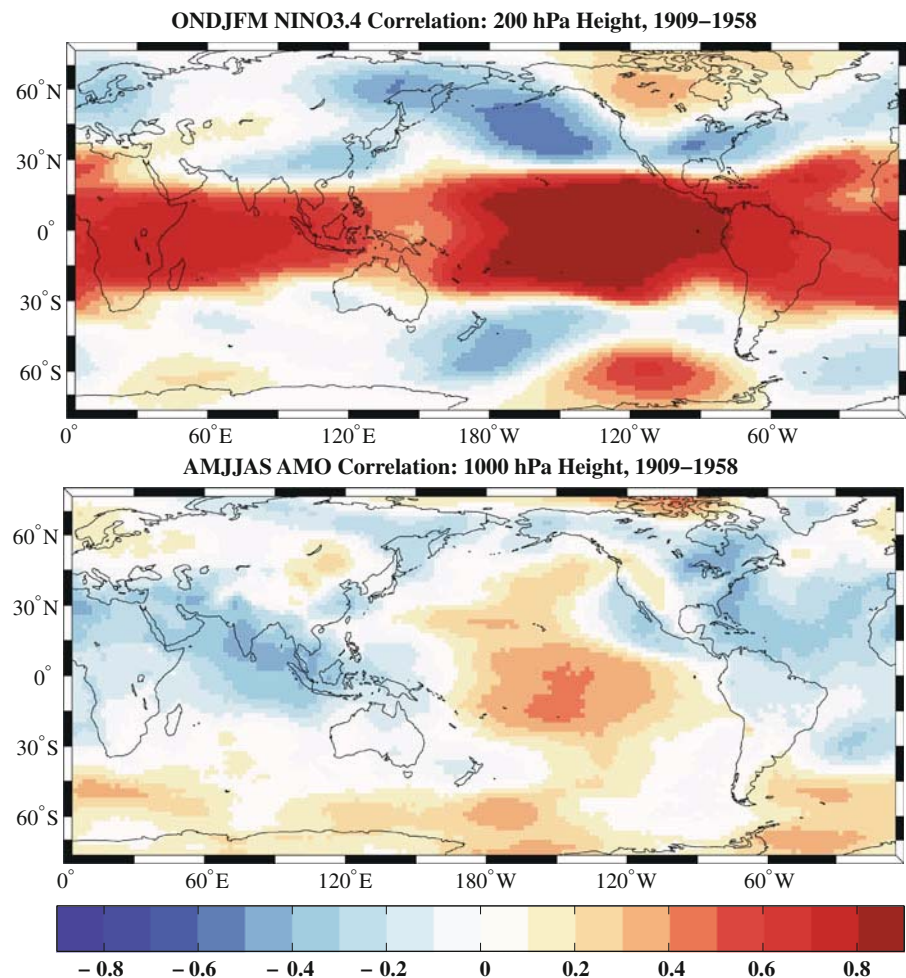 ONDJFM NINO3.4 Correlation: 200 hPa Height, 1909−1958
60°N
30°N
0°
30°S
60°S
0° 60°E 120°E 180°W 120°W 60°W
AMJJAS AMO Correlation: 1000 hPa Height, 1909−1958
60°N
30°N
0°
30°S
60°S
0° 60°E 120°E 180°W 120°W 60°W
− 0.8 − 0.6 − 0.4 − 0.2 0 0.2 0.4 0.6 0.8